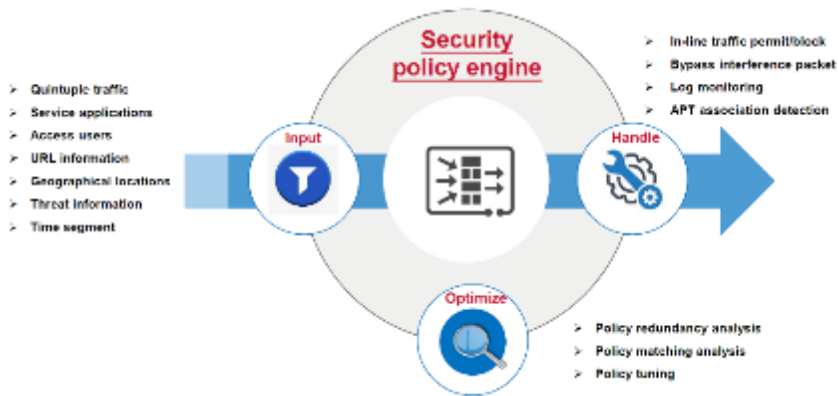 Security
policy engine
Quintuple traffic
Service applications
Access users
URL information
Geographical locations
Threat information
Time segment
Input
Handle
In-line traffic permit/block
Bypass interference packet
Log monitoring
APT association detection
Optimize
Policy redundancy analysis
Policy matching analysis
Policy tuning